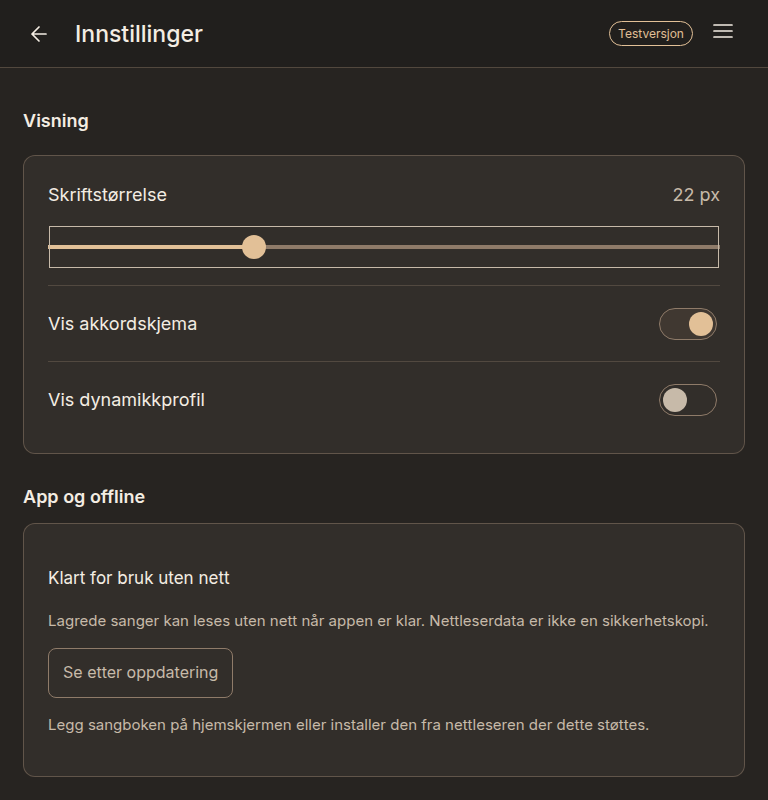 Innstillinger
Testversjon
Visning
Skriftstørrelse
22 px
Vis akkordskjema
Vis dynamikkprofil
App og offline
Klart for bruk uten nett
Lagrede sanger kan leses uten nett når appen er klar. Nettleserdata er ikke en sikkerhetskopi.
Se etter oppdatering
Legg sangboken på hjemskjermen eller installer den fra nettleseren der dette støttes.